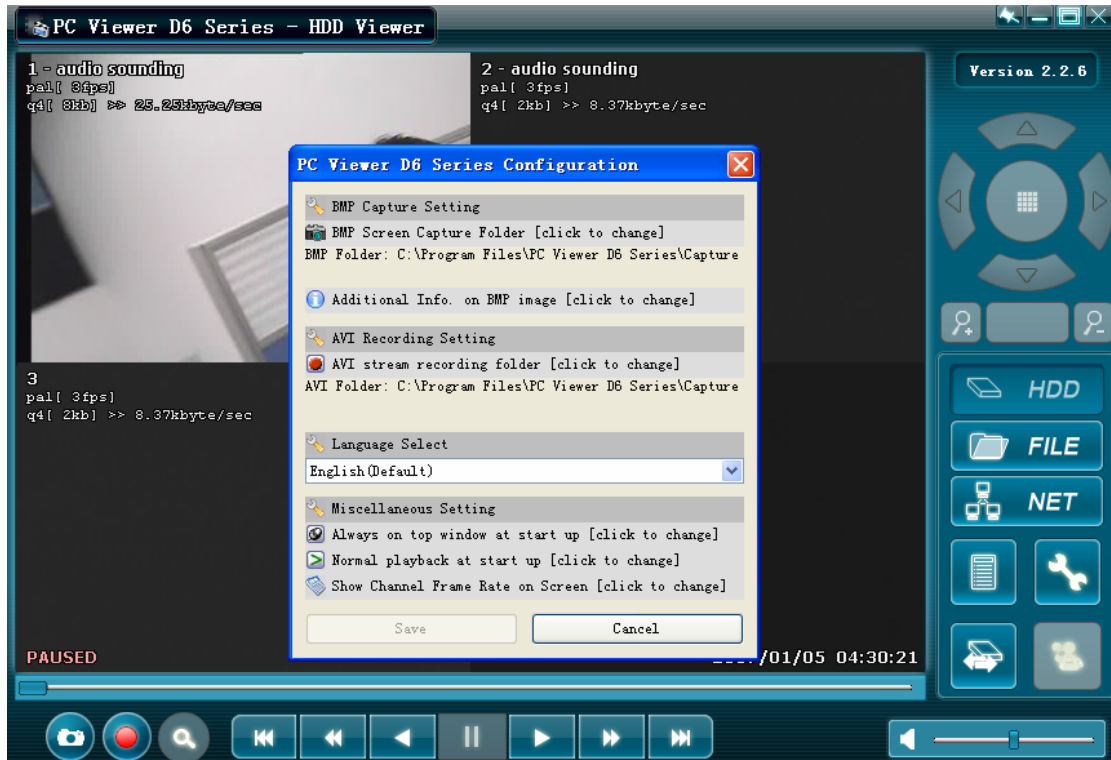 PC Viewer D6 Series - HDD Viewer
1 - audio sounding
pal[ 3fps]
q4[ 8kb] >> 25.25kbyte/sec
2 - audio sounding
pal[ 3fps]
q4[ 2kb] >> 8.37kbyte/sec
Version 2.2.6
PC Viewer D6 Series Configuration
BMP Capture Setting
BMP Screen Capture Folder [click to change]
BMP Folder: C:\Program Files\PC Viewer D6 Series\Capture
Additional Info. on BMP image [click to change]
AVI Recording Setting
AVI stream recording folder [click to change]
AVI Folder: C:\Program Files\PC Viewer D6 Series\Capture
Language Select
English(Default)
Miscellaneous Setting
Always on top window at start up [click to change]
Normal playback at start up [click to change]
Show Channel Frame Rate on Screen [click to change]
Save Cancel
3
pal[ 3fps]
q4[ 2kb] >> 8.37kbyte/sec
HDD
FILE
NET
PAUSED
/01/05 04:30:21